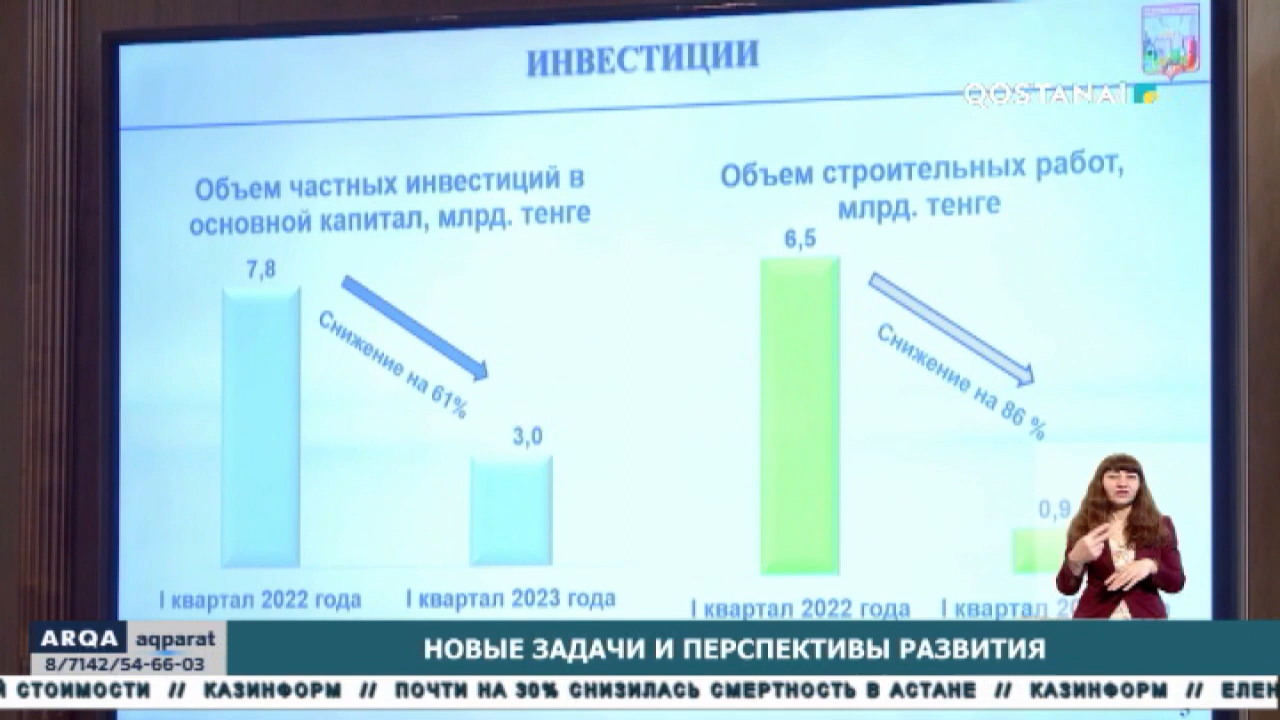 ИНВЕСТИЦИИ
QOSTANAI
Объем частных инвестиций в
основной капитал, млрд. тенге
7,8
Снижение на 61%
3,0
I квартал 2022 года
I квартал 2023 года
Объем строительных работ,
млрд. тенге
6,5
Снижение на 86 %
0,9
I квартал 2022 года
I квартал
ARQA aqparat
8/7142/54-66-03
НОВЫЕ ЗАДАЧИ И ПЕРСПЕКТИВЫ РАЗВИТИЯ
СТОИМОСТИ // КАЗИНФОРМ // ПОЧТИ НА 30% СНИЗИЛАСЬ СМЕРТНОСТЬ В АСТАНЕ // КАЗИНФОРМ //